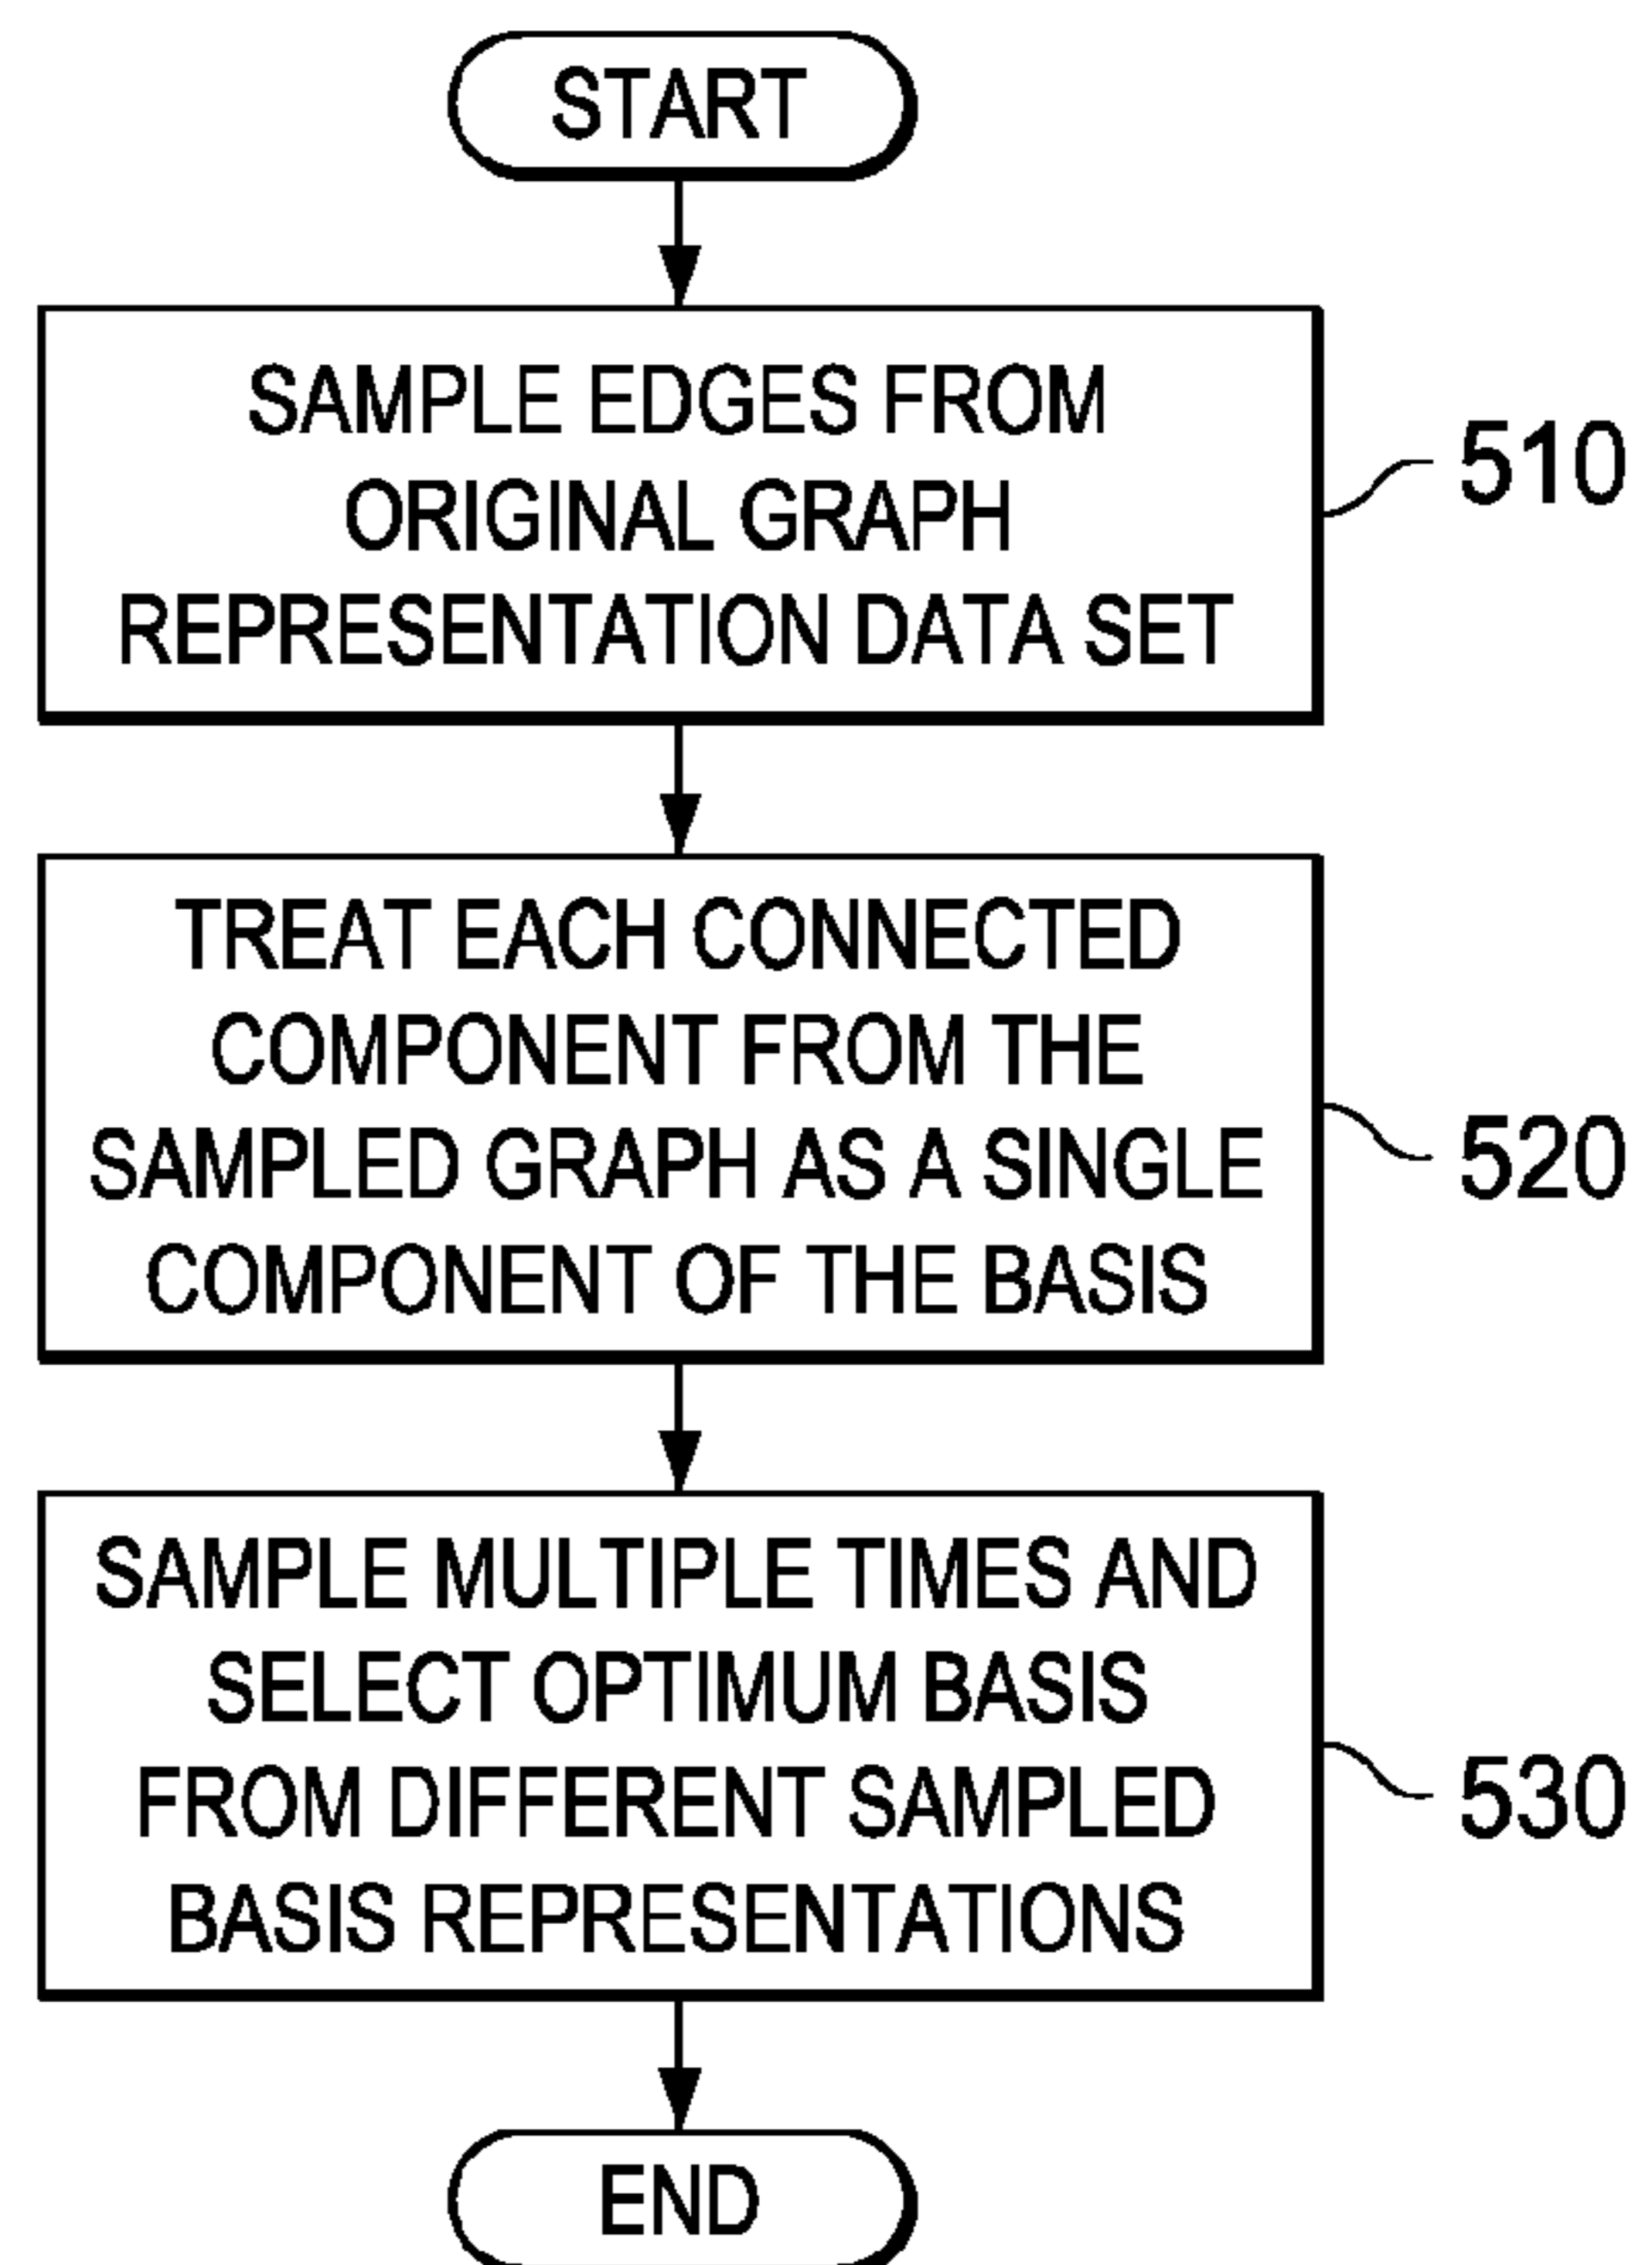 START
SAMPLE EDGES FROM
ORIGINAL GRAPH
REPRESENTATION DATA SET
510
TREAT EACH CONNECTED
COMPONENT FROM THE
SAMPLED GRAPH AS A SINGLE
COMPONENT OF THE BASIS
520
SAMPLE MULTIPLE TIMES AND
SELECT OPTIMUM BASIS
FROM DIFFERENT SAMPLED
BASIS REPRESENTATIONS
530
END